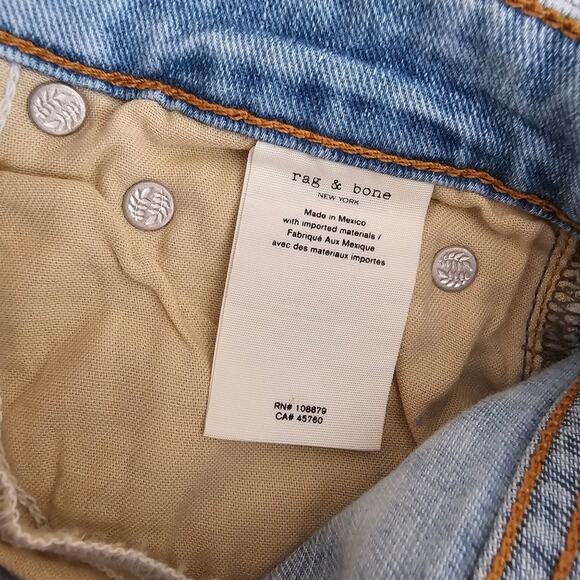 rag & bone
NEW YORK
Made in Mexico
with imported materials /
Fabriqué Aux Mexique
avec des materiaux importes
RN# 108879
CA# 45760